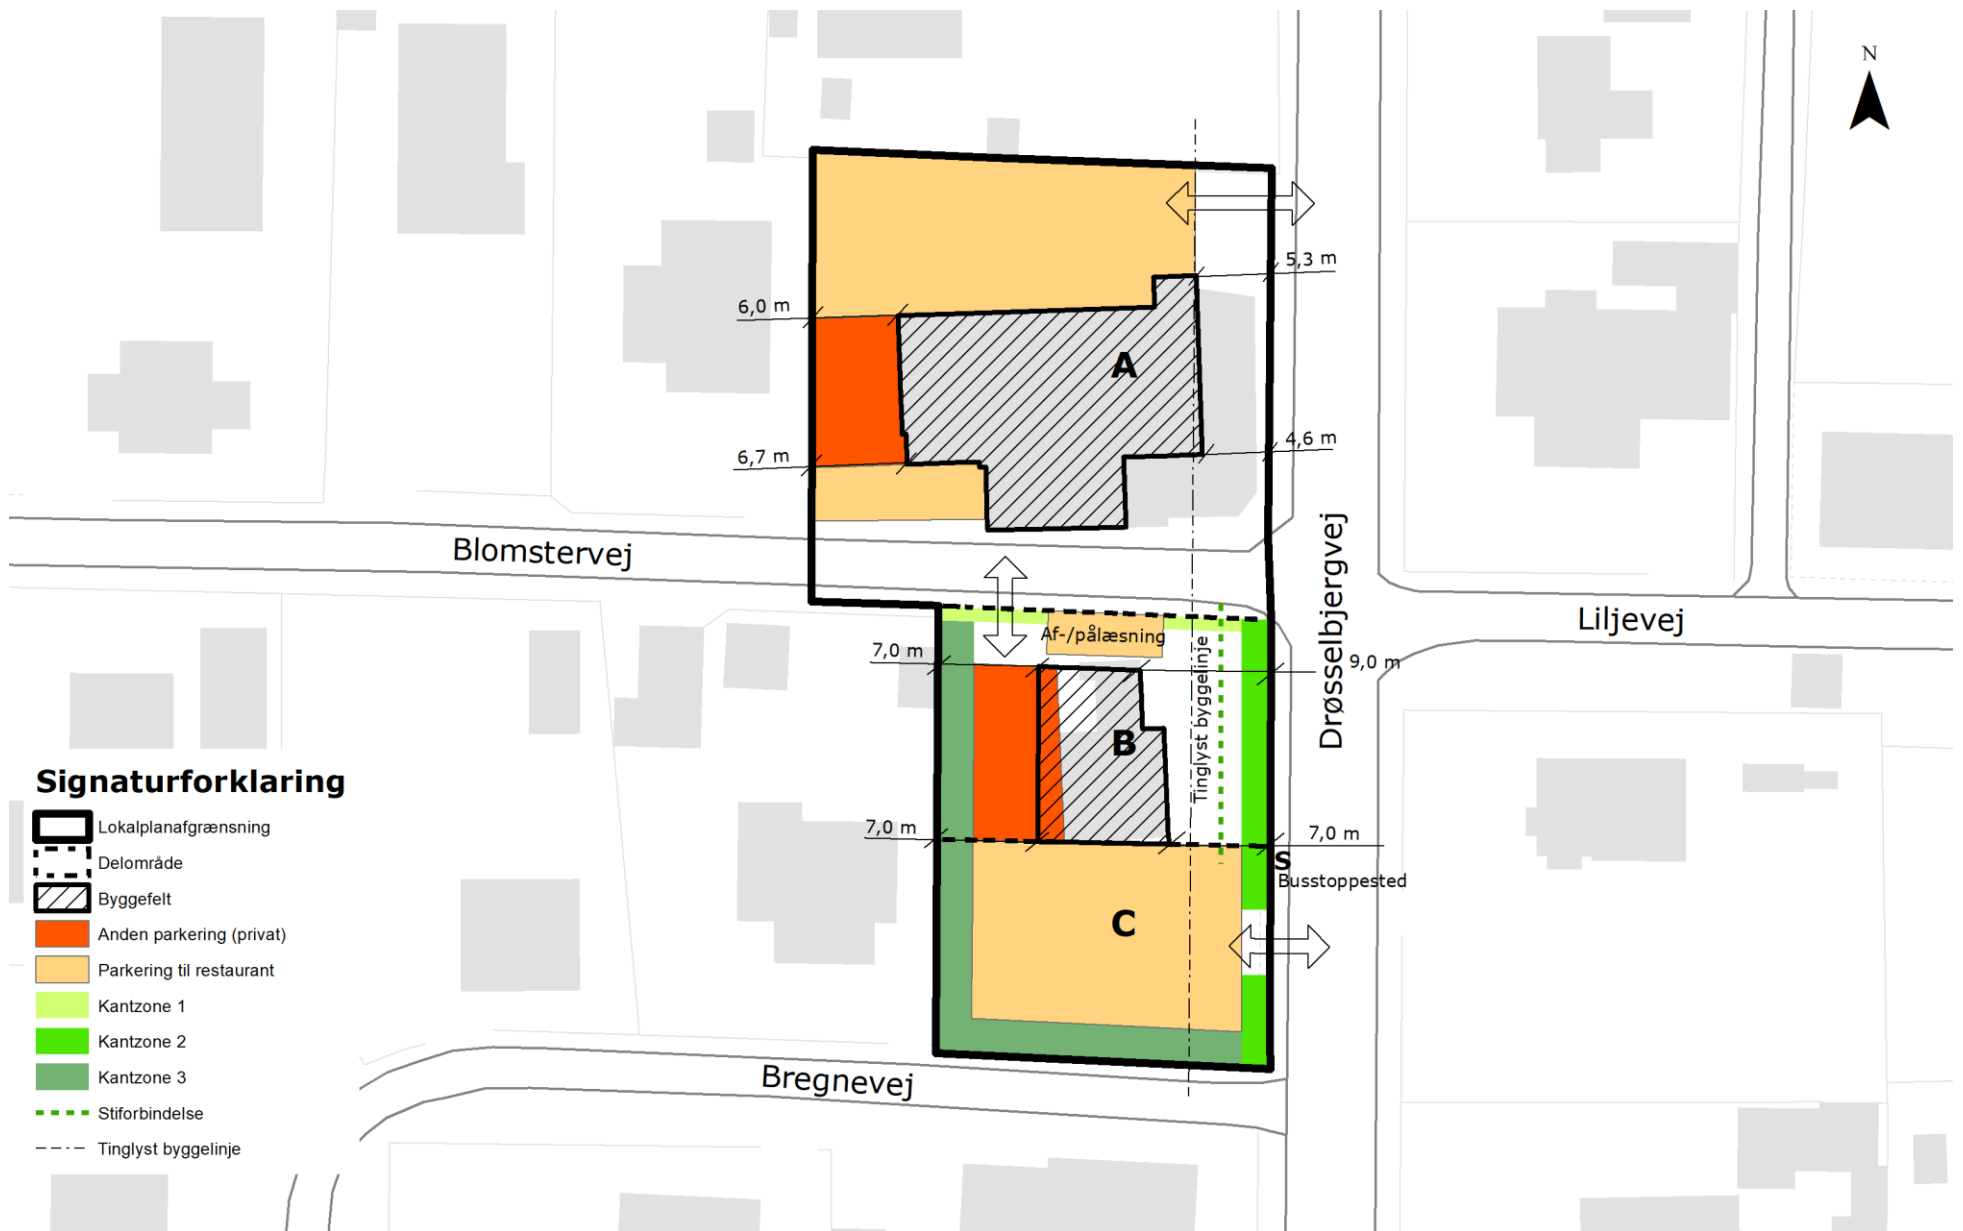 N
5,3 m
6,0 m
A
4,6 m
6,7 m
Blomstervej
Drøsselbjergvej
Liljevej
Af-/pålæsning
7,0 m
9,0 m
Tinglyst byggelinje
B
7,0 m
7,0 m
S
Busstoppested
C
Bregnevej
Signaturforklaring
Lokalplanafgrænsning
Delområde
Byggefelt
Anden parkering (privat)
Parkering til restaurant
Kantzone 1
Kantzone 2
Kantzone 3
Stiforbindelse
Tinglyst byggelinje